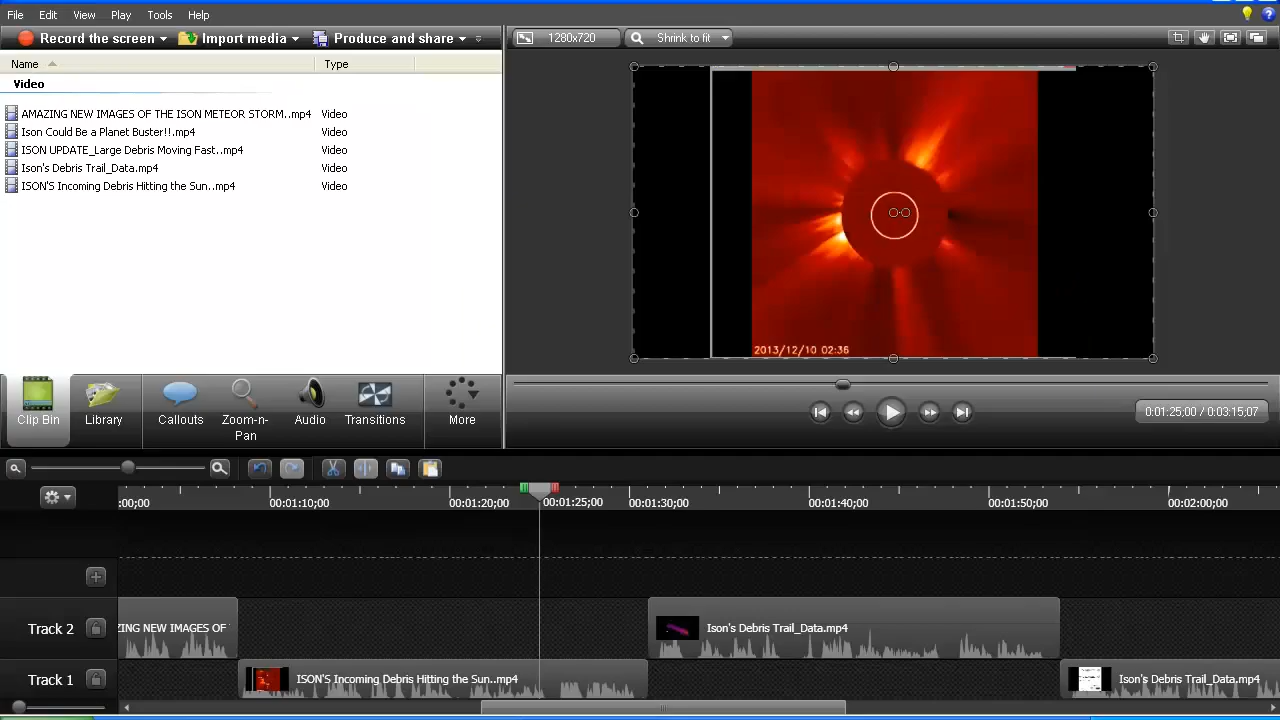 File Edit View Play Tools Help
Record the screen Import media Produce and share
1280x720 Shrink to fit
Name Type
Video
AMAZING NEW IMAGES OF THE ISON METEOR STORM..mp4 Video
Ison Could Be a Planet Buster!!.mp4 Video
ISON UPDATE_Large Debris Moving Fast..mp4 Video
Ison's Debris Trail_Data.mp4 Video
ISON'S Incoming Debris Hitting the Sun..mp4 Video
2013/12/10 02:36
Clip Bin Library Callouts Zoom-n-Pan Audio Transitions More
0:01:25;00 / 0:03:15;07
:00;00 00:01:10;00 00:01:20;00 00:01:25;00 00:01:30;00 00:01:40;00 00:01:50;00 00:02:00;00
Track 2 ZING NEW IMAGES OF Ison's Debris Trail_Data.mp4
Track 1 ISON'S Incoming Debris Hitting the Sun..mp4 Ison's Debris Trail_Data.mp4